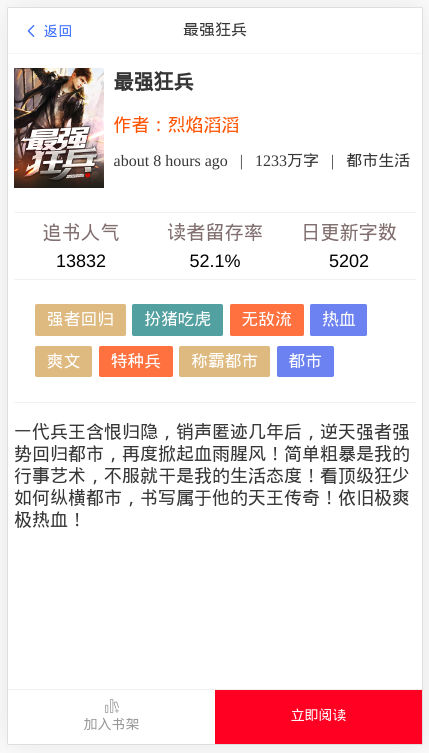 返回
最强狂兵
最强
狂兵
最强狂兵
作者：烈焰滔滔
about 8 hours ago | 1233万字 | 都市生活
追书人气 读者留存率 日更新字数
13832 52.1% 5202
强者回归 扮猪吃虎 无敌流 热血
爽文 特种兵 称霸都市 都市
一代兵王含恨归隐，销声匿迹几年后，逆天强者强
势回归都市，再度掀起血雨腥风！简单粗暴是我的
行事艺术，不服就干是我的生活态度！看顶级狂少
如何纵横都市，书写属于他的天王传奇！依旧极爽
极热血！
加入书架
立即阅读